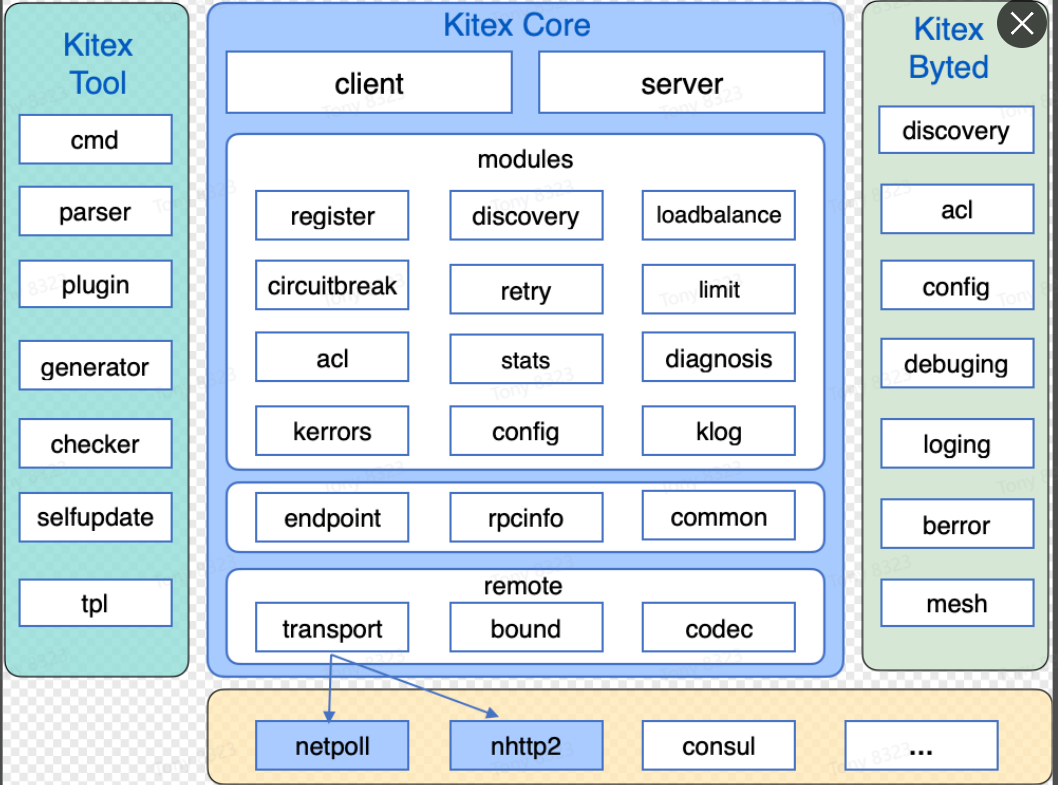 Kitex
Tool
cmd
parser
plugin
generator
checker
selfupdate
tpl
Kitex Core
client
server
modules
register
discovery
loadbalance
circuitbreak
retry
limit
acl
stats
diagnosis
kerrors
config
klog
endpoint
rpcinfo
common
remote
transport
bound
codec
Kitex
Byted
discovery
acl
config
debuging
loging
berror
mesh
netpoll
nhttp2
consul
...
Tony 8323